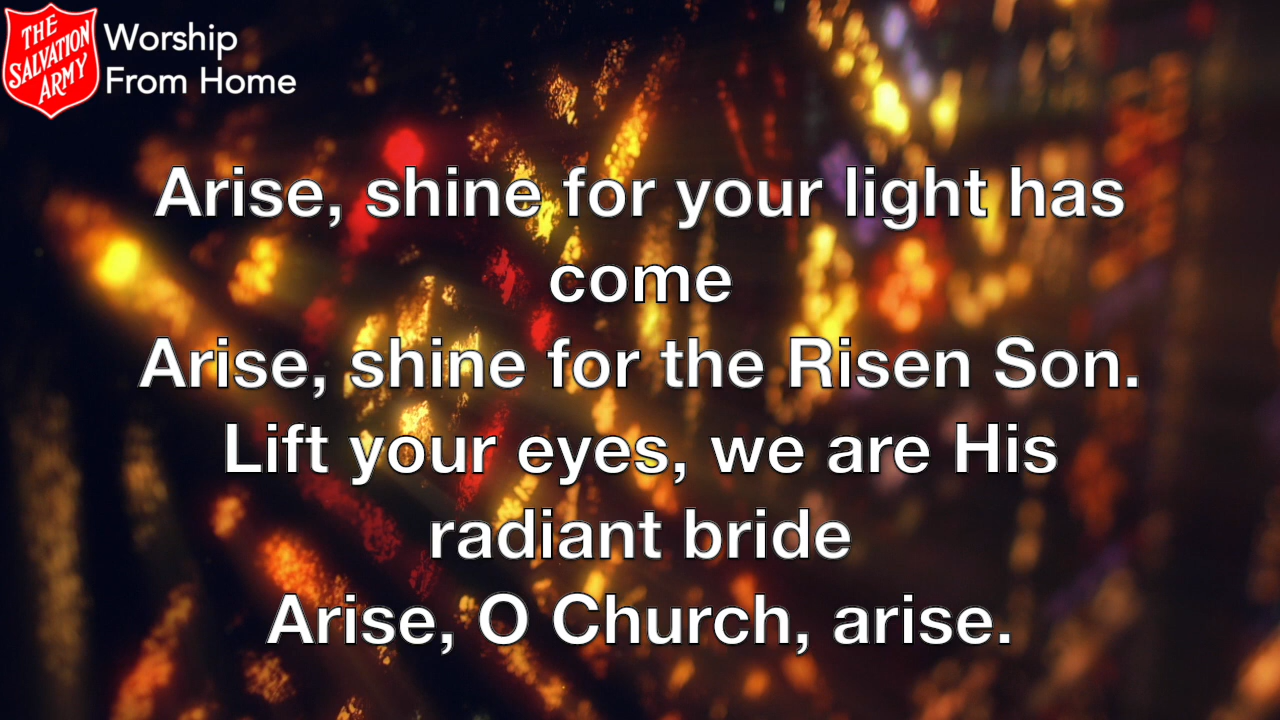 THE
SALVATION
ARMY
Worship
From Home
Arise, shine for your light has
come
Arise, shine for the Risen Son.
Lift your eyes, we are His
radiant bride
Arise, O Church, arise.